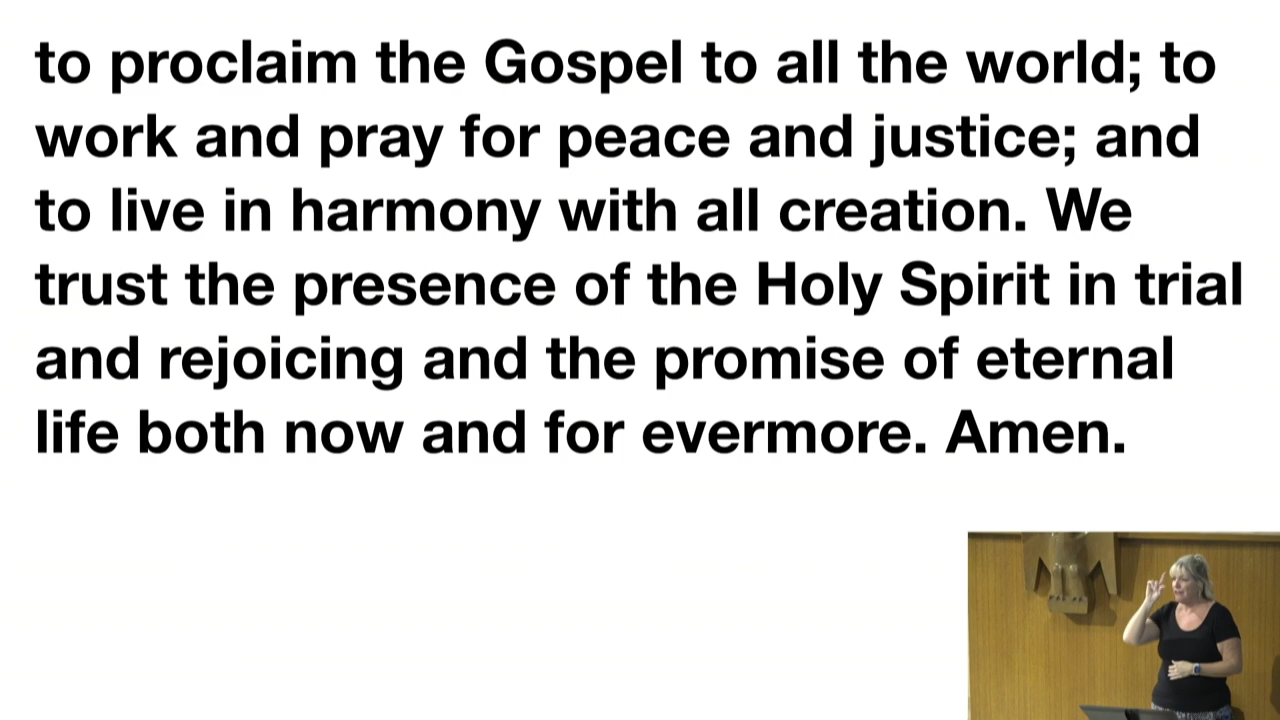 to proclaim the Gospel to all the world; to
work and pray for peace and justice; and
to live in harmony with all creation. We
trust the presence of the Holy Spirit in trial
and rejoicing and the promise of eternal
life both now and for evermore. Amen.